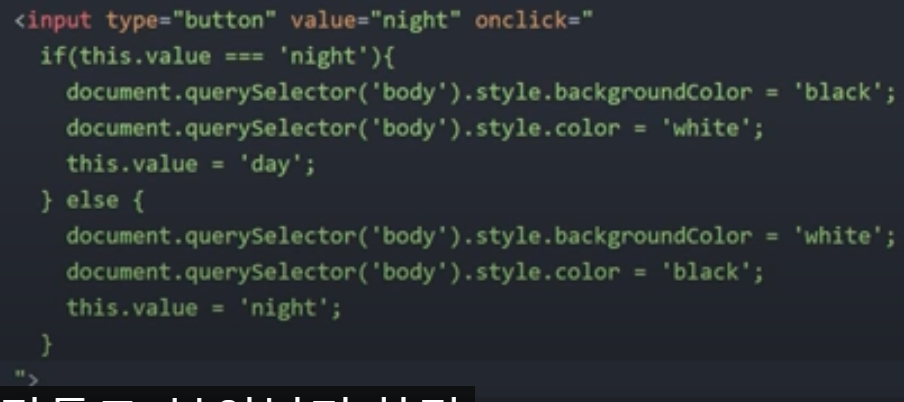 <input type="button" value="night" onclick="
if(this.value === 'night'){
document.querySelector('body').style.backgroundColor = 'black';
document.querySelector('body').style.color = 'white';
this.value = 'day';
} else {
document.querySelector('body').style.backgroundColor = 'white';
document.querySelector('body').style.color = 'black';
this.value = 'night';
}
">